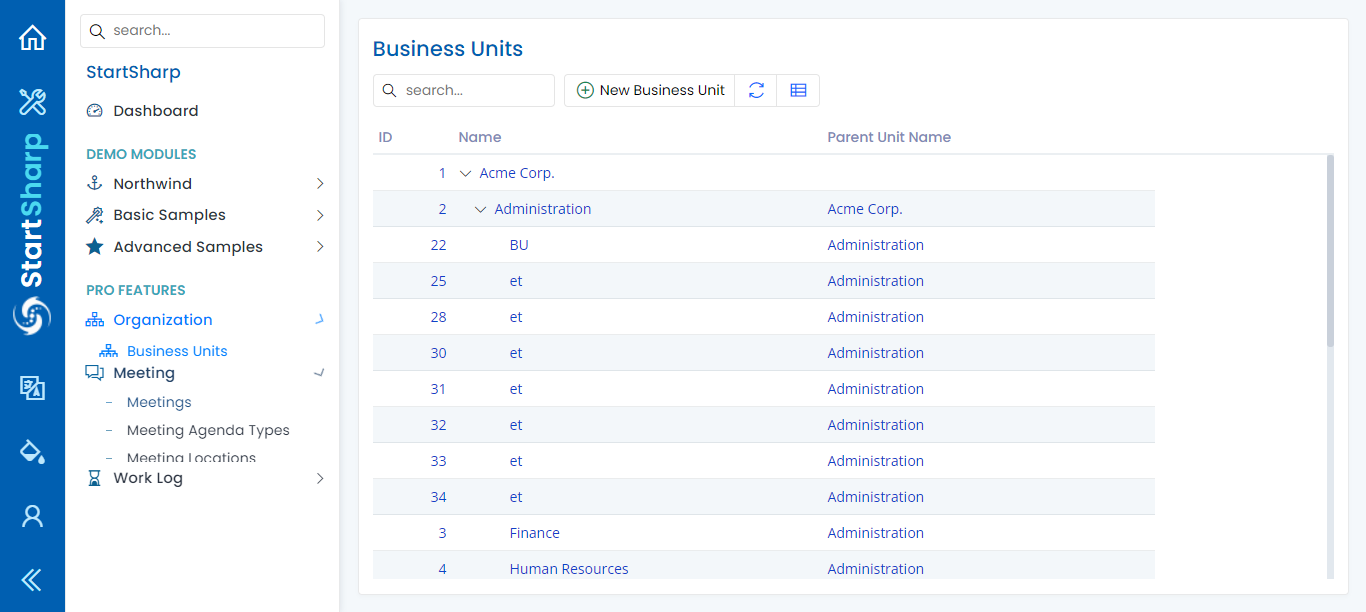 StartSharp
search...
StartSharp
Dashboard
DEMO MODULES
Northwind
Basic Samples
Advanced Samples
PRO FEATURES
Organization
Business Units
Meeting
Meetings
Meeting Agenda Types
Meeting Locations
Work Log
Business Units
search...
New Business Unit
ID Name Parent Unit Name
1 Acme Corp.
2 Administration Acme Corp.
22 BU Administration
25 et Administration
28 et Administration
30 et Administration
31 et Administration
32 et Administration
33 et Administration
34 et Administration
3 Finance Administration
4 Human Resources Administration